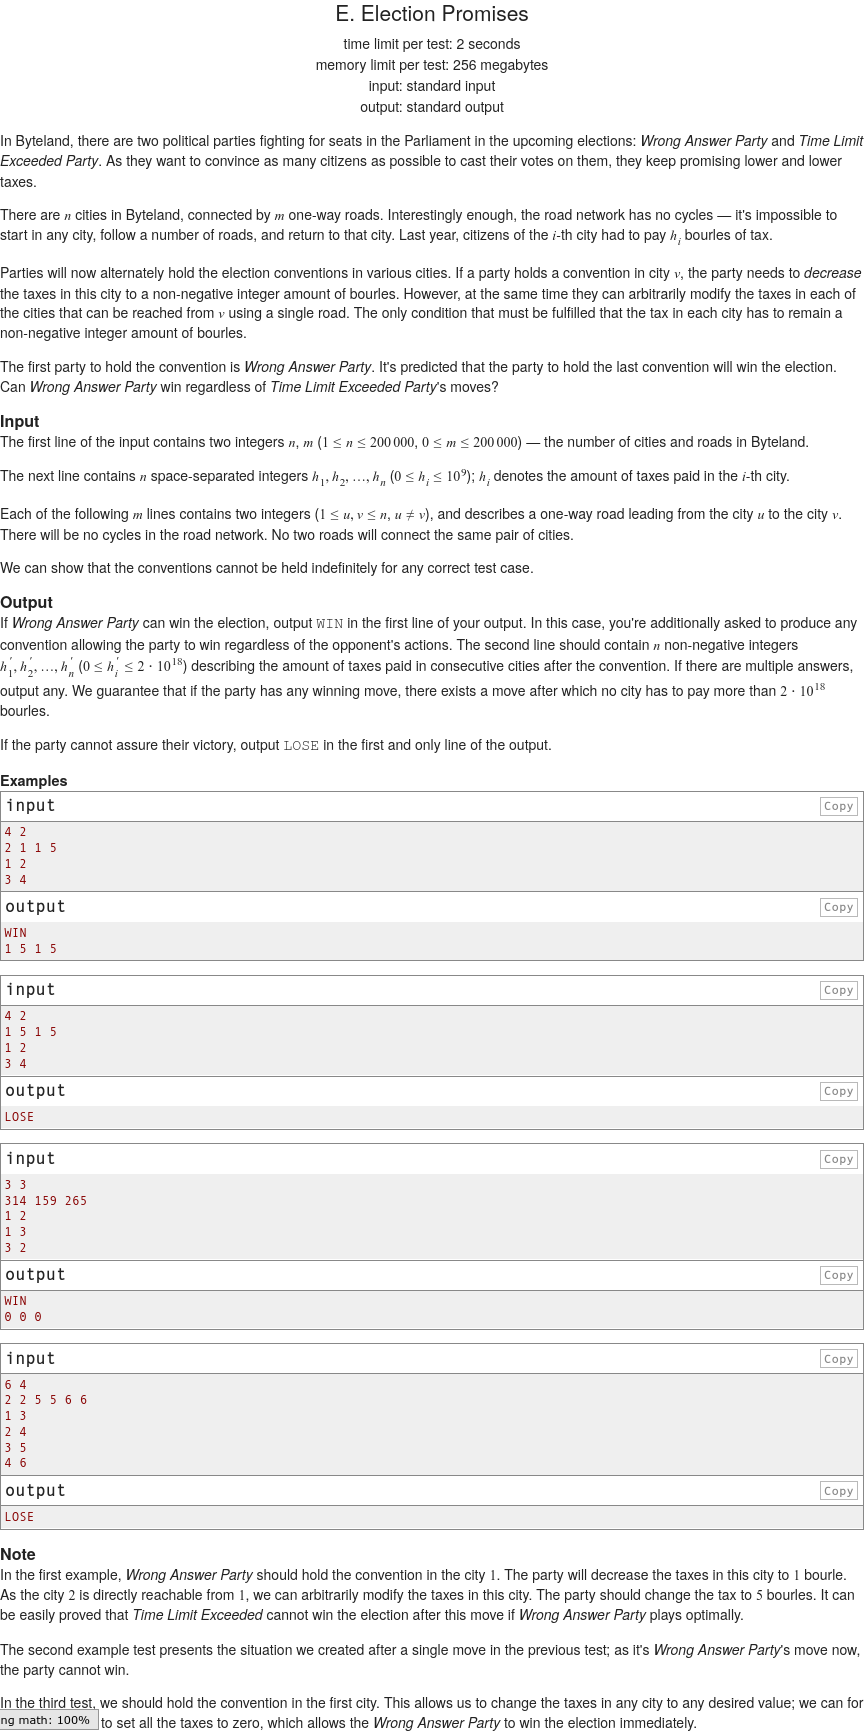 E. Election Promises
time limit per test: 2 seconds
memory limit per test: 256 megabytes
input: standard input
output: standard output
In Byteland, there are two political parties fighting for seats in the Parliament in the upcoming elections: Wrong Answer Party and Time Limit
Exceeded Party. As they want to convince as many citizens as possible to cast their votes on them, they keep promising lower and lower
taxes.
There are n cities in Byteland, connected by m one-way roads. Interestingly enough, the road network has no cycles — it's impossible to
start in any city, follow a number of roads, and return to that city. Last year, citizens of the i-th city had to pay h_i bourles of tax.
Parties will now alternately hold the election conventions in various cities. If a party holds a convention in city v, the party needs to decrease
the taxes in this city to a non-negative integer amount of bourles. However, at the same time they can arbitrarily modify the taxes in each of
the cities that can be reached from v using a single road. The only condition that must be fulfilled that the tax in each city has to remain a
non-negative integer amount of bourles.
The first party to hold the convention is Wrong Answer Party. It's predicted that the party to hold the last convention will win the election.
Can Wrong Answer Party win regardless of Time Limit Exceeded Party's moves?
Input
The first line of the input contains two integers n, m (1 ≤ n ≤ 200 000, 0 ≤ m ≤ 200 000) — the number of cities and roads in Byteland.
The next line contains n space-separated integers h_1, h_2, ..., h_n (0 ≤ h_i ≤ 10^9); h_i denotes the amount of taxes paid in the i-th city.
Each of the following m lines contains two integers (1 ≤ u, v ≤ n, u ≠ v), and describes a one-way road leading from the city u to the city v.
There will be no cycles in the road network. No two roads will connect the same pair of cities.
We can show that the conventions cannot be held indefinitely for any correct test case.
Output
If Wrong Answer Party can win the election, output WIN in the first line of your output. In this case, you're additionally asked to produce any
convention allowing the party to win regardless of the opponent's actions. The second line should contain n non-negative integers
h'_1, h'_2, ..., h'_n (0 ≤ h'_i ≤ 2 · 10^18) describing the amount of taxes paid in consecutive cities after the convention. If there are multiple answers,
output any. We guarantee that if the party has any winning move, there exists a move after which no city has to pay more than 2 · 10^18
bourles.
If the party cannot assure their victory, output LOSE in the first and only line of the output.
Examples
input Copy
4 2
2 1 1 5
1 2
3 4
output Copy
WIN
1 5 1 5
input Copy
4 2
1 5 1 5
1 2
3 4
output Copy
LOSE
input Copy
3 3
314 159 265
1 2
1 3
3 2
output Copy
WIN
0 0 0
input Copy
6 4
2 2 5 5 6 6
1 3
2 4
3 5
4 6
output Copy
LOSE
Note
In the first example, Wrong Answer Party should hold the convention in the city 1. The party will decrease the taxes in this city to 1 bourle.
As the city 2 is directly reachable from 1, we can arbitrarily modify the taxes in this city. The party should change the tax to 5 bourles. It can
be easily proved that Time Limit Exceeded cannot win the election after this move if Wrong Answer Party plays optimally.
The second example test presents the situation we created after a single move in the previous test; as it's Wrong Answer Party's move now,
the party cannot win.
In the third test, we should hold the convention in the first city. This allows us to change the taxes in any city to any desired value; we can for
ng math: 100% to set all the taxes to zero, which allows the Wrong Answer Party to win the election immediately.